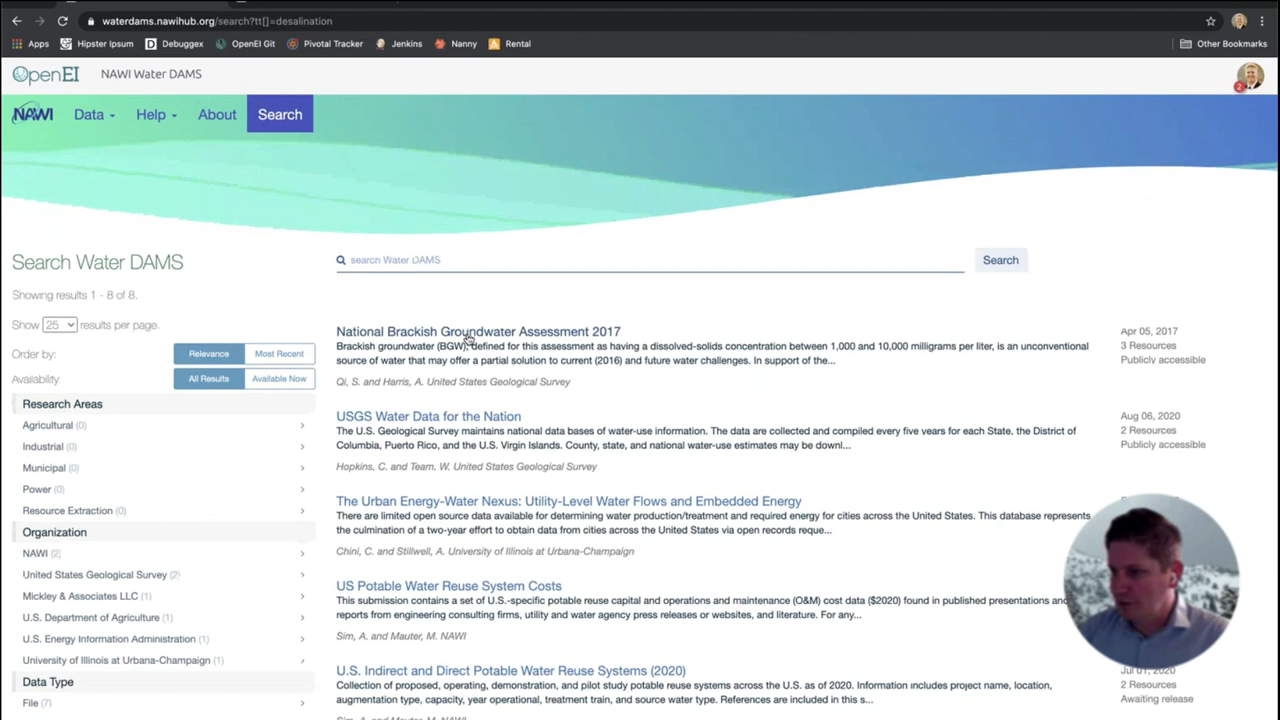 waterdams.nawihub.org/search?tt[]=desalination
Apps Hipster Ipsum Debuggex OpenEI Git Pivotal Tracker Jenkins Nanny Rental Other Bookmarks
OpenEI NAWI Water DAMS
2
NAWI Data Help About Search
Search Water DAMS
search Water DAMS Search
Showing results 1 - 8 of 8.
Show 25 results per page.
Order by: Relevance Most Recent
Availability: All Results Available Now
Research Areas
Agricultural (0)
Industrial (0)
Municipal (0)
Power (0)
Resource Extraction (0)
Organization
NAWI (2)
United States Geological Survey (2)
Mickley & Associates LLC (1)
U.S. Department of Agriculture (1)
U.S. Energy Information Administration (1)
University of Illinois at Urbana-Champaign (1)
Data Type
File (7)
National Brackish Groundwater Assessment 2017
Brackish groundwater (BGW), defined for this assessment as having a dissolved-solids concentration between 1,000 and 10,000 milligrams per liter, is an unconventional
source of water that may offer a partial solution to current (2016) and future water challenges. In support of the...
Qi, S. and Harris, A. United States Geological Survey
Apr 05, 2017
3 Resources
Publicly accessible
USGS Water Data for the Nation
The U.S. Geological Survey maintains national data bases of water-use information. The data are collected and compiled every five years for each State, the District of
Columbia, Puerto Rico, and the U.S. Virgin Islands. County, state, and national water-use estimates may be downl...
Hopkins, C. and Team, W. United States Geological Survey
Aug 06, 2020
2 Resources
Publicly accessible
The Urban Energy-Water Nexus: Utility-Level Water Flows and Embedded Energy
There are limited open source data available for determining water production/treatment and required energy for cities across the United States. This database represents
the culmination of a two-year effort to obtain data from cities across the United States via open records reque...
Chini, C. and Stillwell, A. University of Illinois at Urbana-Champaign
US Potable Water Reuse System Costs
This submission contains a set of U.S.-specific potable reuse capital and operations and maintenance (O&M) cost data ($2020) found in published presentations and
reports from engineering consulting firms, utility and water agency press releases or websites, and literature. For any...
Sim, A. and Mauter, M. NAWI
U.S. Indirect and Direct Potable Water Reuse Systems (2020)
Collection of proposed, operating, demonstration, and pilot study potable reuse systems across the U.S. as of 2020. Information includes project name, location,
augmentation type, capacity, year operational, treatment train, and source water type. References are included in this s...
Sim, A. and Mauter, M. NAWI
Jul 01, 2020
2 Resources
Awaiting release